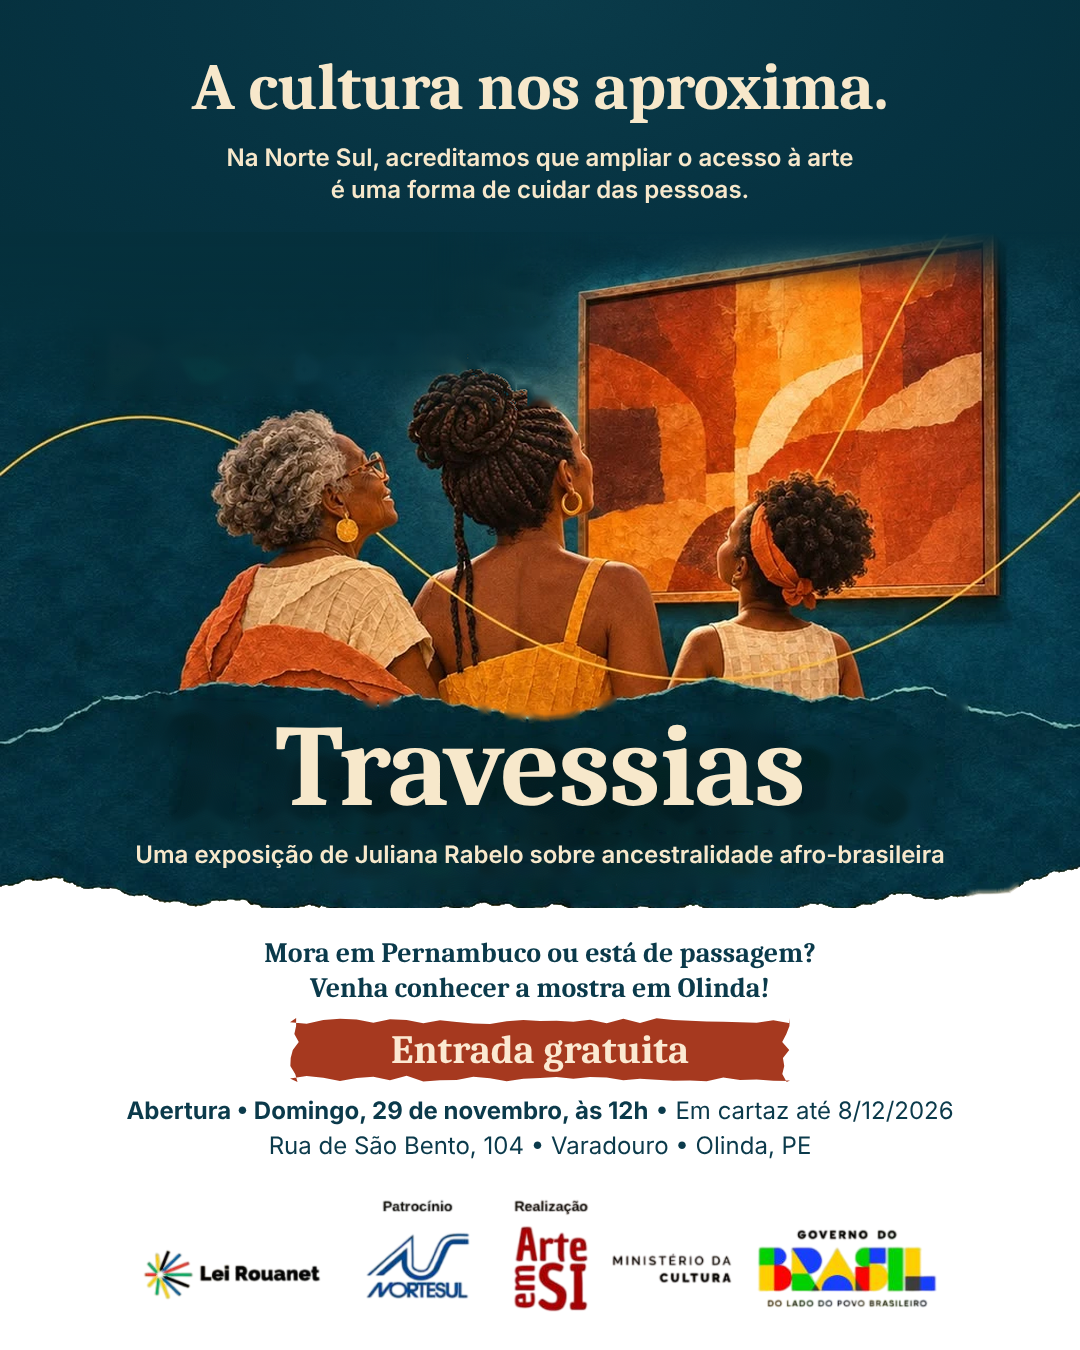 A cultura nos aproxima.
Na Norte Sul, acreditamos que ampliar o acesso à arte
é uma forma de cuidar das pessoas.
Travessias
Uma exposição de Juliana Rabelo sobre ancestralidade afro-brasileira
Mora em Pernambuco ou está de passagem?
Venha conhecer a mostra em Olinda!
Entrada gratuita
Abertura • Domingo, 29 de novembro, às 12h • Em cartaz até 8/12/2026
Rua de São Bento, 104 • Varadouro • Olinda, PE
Lei Rouanet
Patrocínio
NORTESUL
Realização
Arte
em SI
MINISTÉRIO DA
CULTURA
GOVERNO DO
BRASIL
DO LADO DO POVO BRASILEIRO